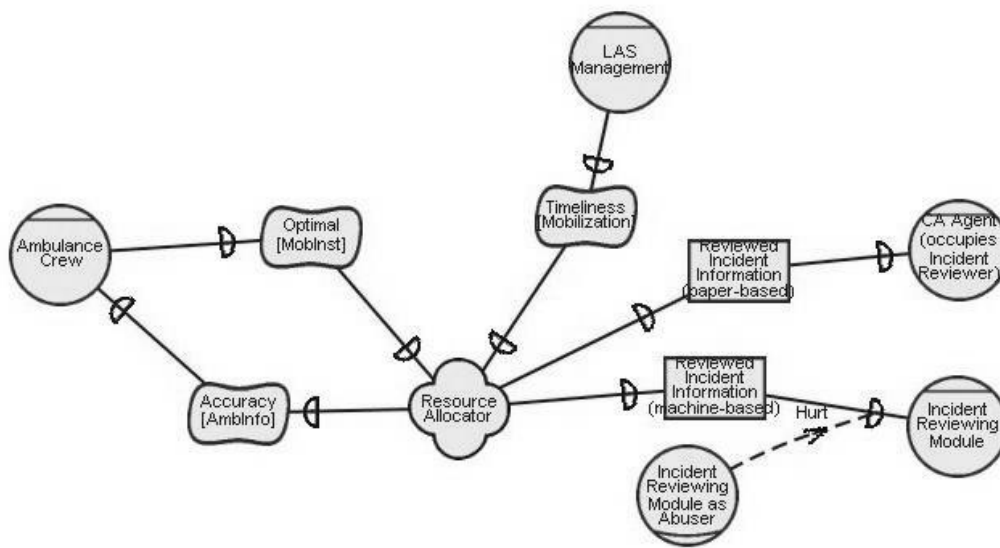 LAS
Management
Timeliness
[Mobilization]
Optimal
[MobInst]
Ambulance
Crew
CA Agent
(occupies
Incident
Reviewer)
Reviewed
Incident
Information
(paper-based)
Accuracy
[AmbInfo]
Resource
Allocator
Reviewed
Incident
Information
(machine-based)
Hurt
Incident
Reviewing
Module
Incident
Reviewing
Module as
Abuser